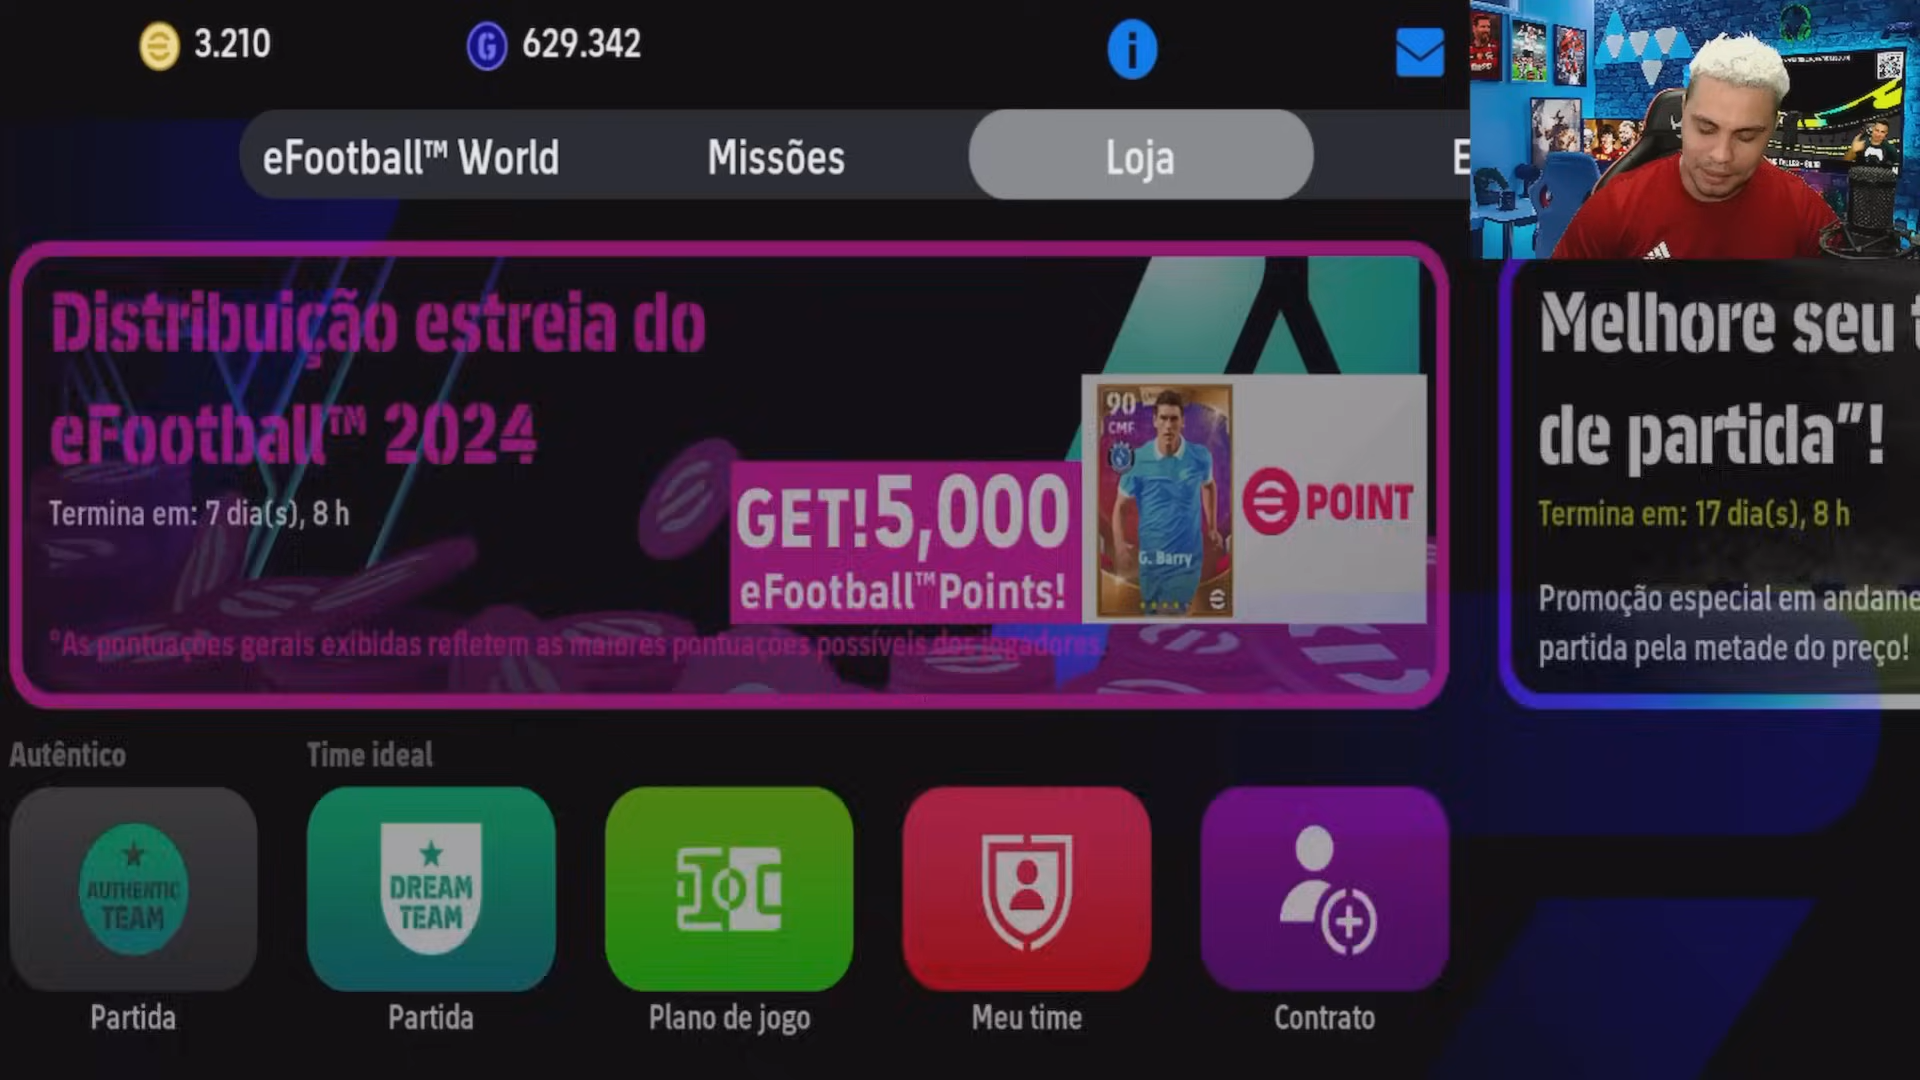 3.210
G 629.342
i
eFootball™ World
Missões
Loja
E
Distribuição estreia do
eFootball™ 2024
Termina em: 7 dia(s), 8 h
GET!5,000
eFootball™Points!
90
CMF
G. Barry
POINT
*As pontuações gerais exibidas refletem as maiores pontuações possíveis dos jogadores.
Melhore seu t
de partida”!
Termina em: 17 dia(s), 8 h
Promoção especial em andame
partida pela metade do preço!
Autêntico
Time ideal
AUTHENTIC
TEAM
DREAM
TEAM
Partida
Partida
Plano de jogo
Meu time
Contrato